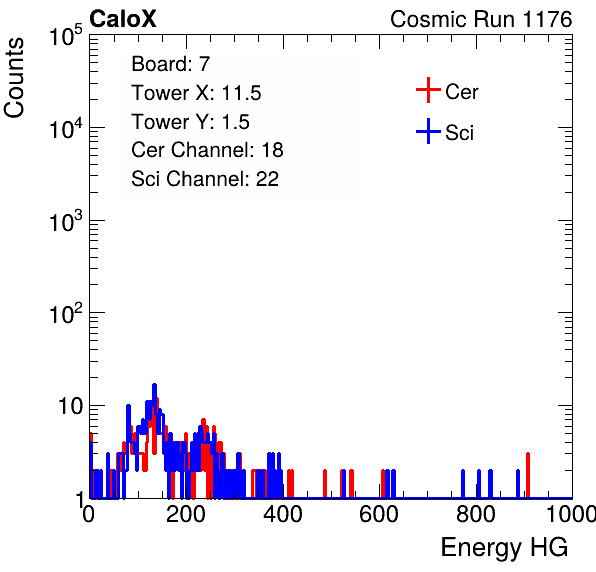 CaloX Cosmic Run 1176
Counts
10^5
10^4
10^3
10^2
10
1
Board: 7
Tower X: 11.5
Tower Y: 1.5
Cer Channel: 18
Sci Channel: 22
Cer
Sci
0 200 400 600 800 1000
Energy HG